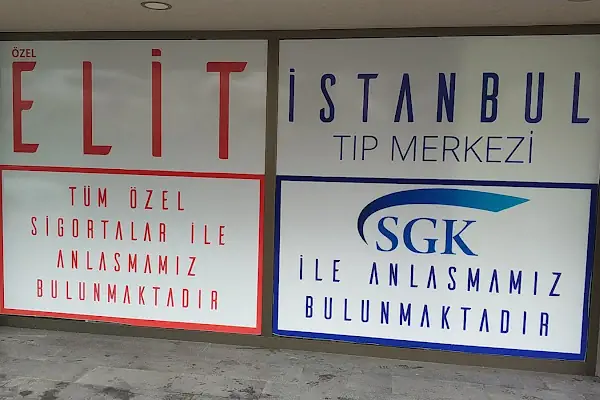 ÖZEL
ELİT
TÜM ÖZEL
SİGORTALAR İLE
ANLASMAMIZ
BULUNMAKTADIR
İSTANBUL
TIP MERKEZİ
SGK
İLE ANLASMAMIZ
BULUNMAKTADIR